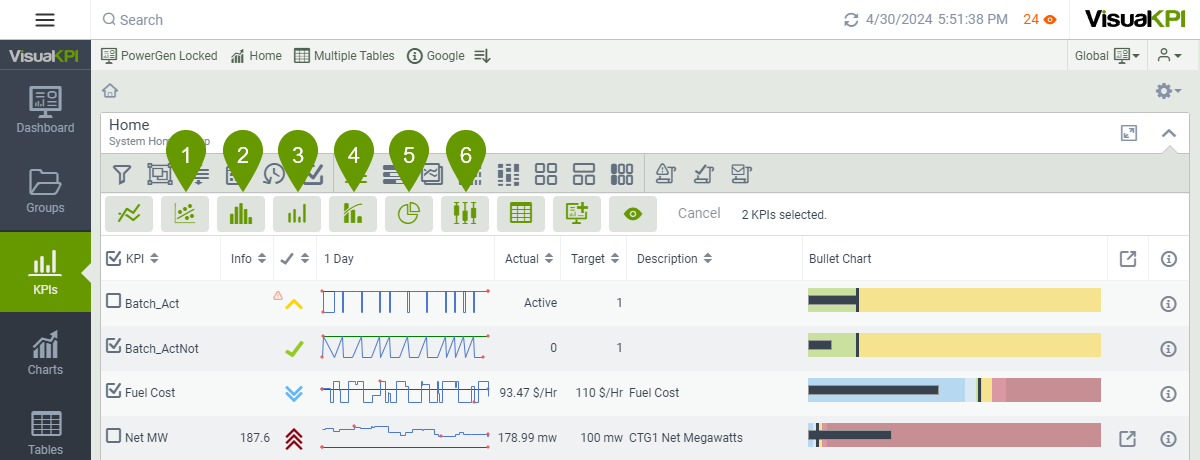 Search
4/30/2024 5:51:38 PM 24
VisualKPI
VisualKPI
PowerGen Locked Home Multiple Tables Google
Global
Dashboard
Groups
KPIs
Charts
Tables
Home
1 2 3 4 5 6
Cancel 2 KPIs selected.
KPI Info 1 Day Actual Target Description Bullet Chart
Batch_Act Active 1
Batch_ActNot 0 1
Fuel Cost 93.47 $/Hr 110 $/Hr Fuel Cost
Net MW 187.6 178.99 mw 100 mw CTG1 Net Megawatts